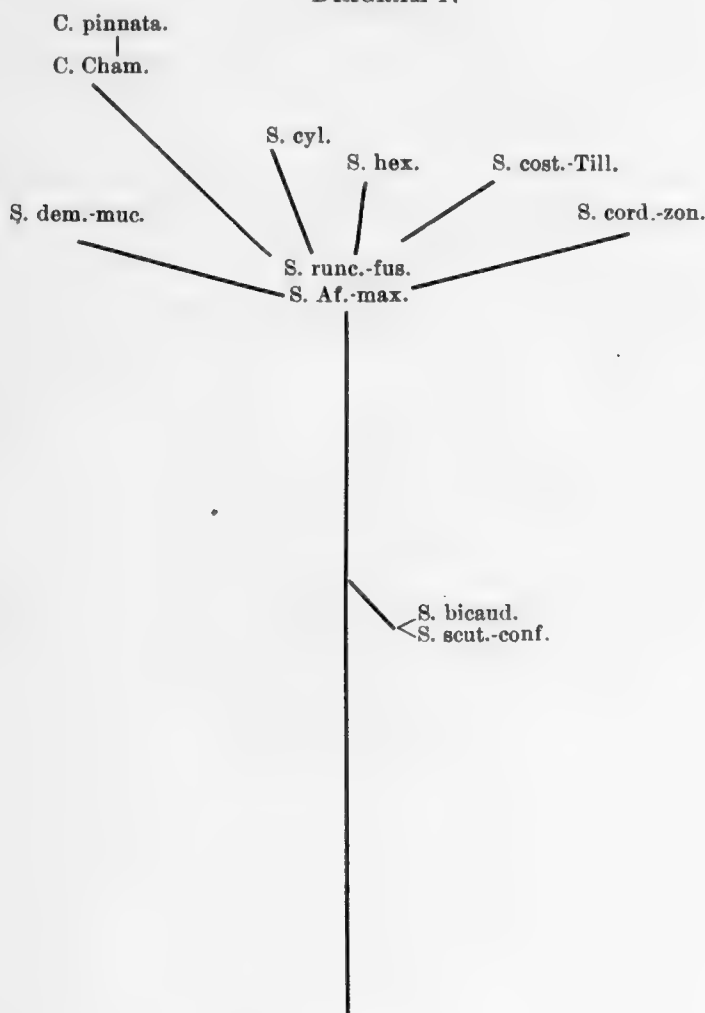 C. pinnata.
C. Cham.
S. cyl.
S. hex.
S. cost.-Till.
S. dem.-muc.
S. cord.-zon.
S. runc.-fus.
S. Af.-max.
S. bicaud.
S. scut.-conf.